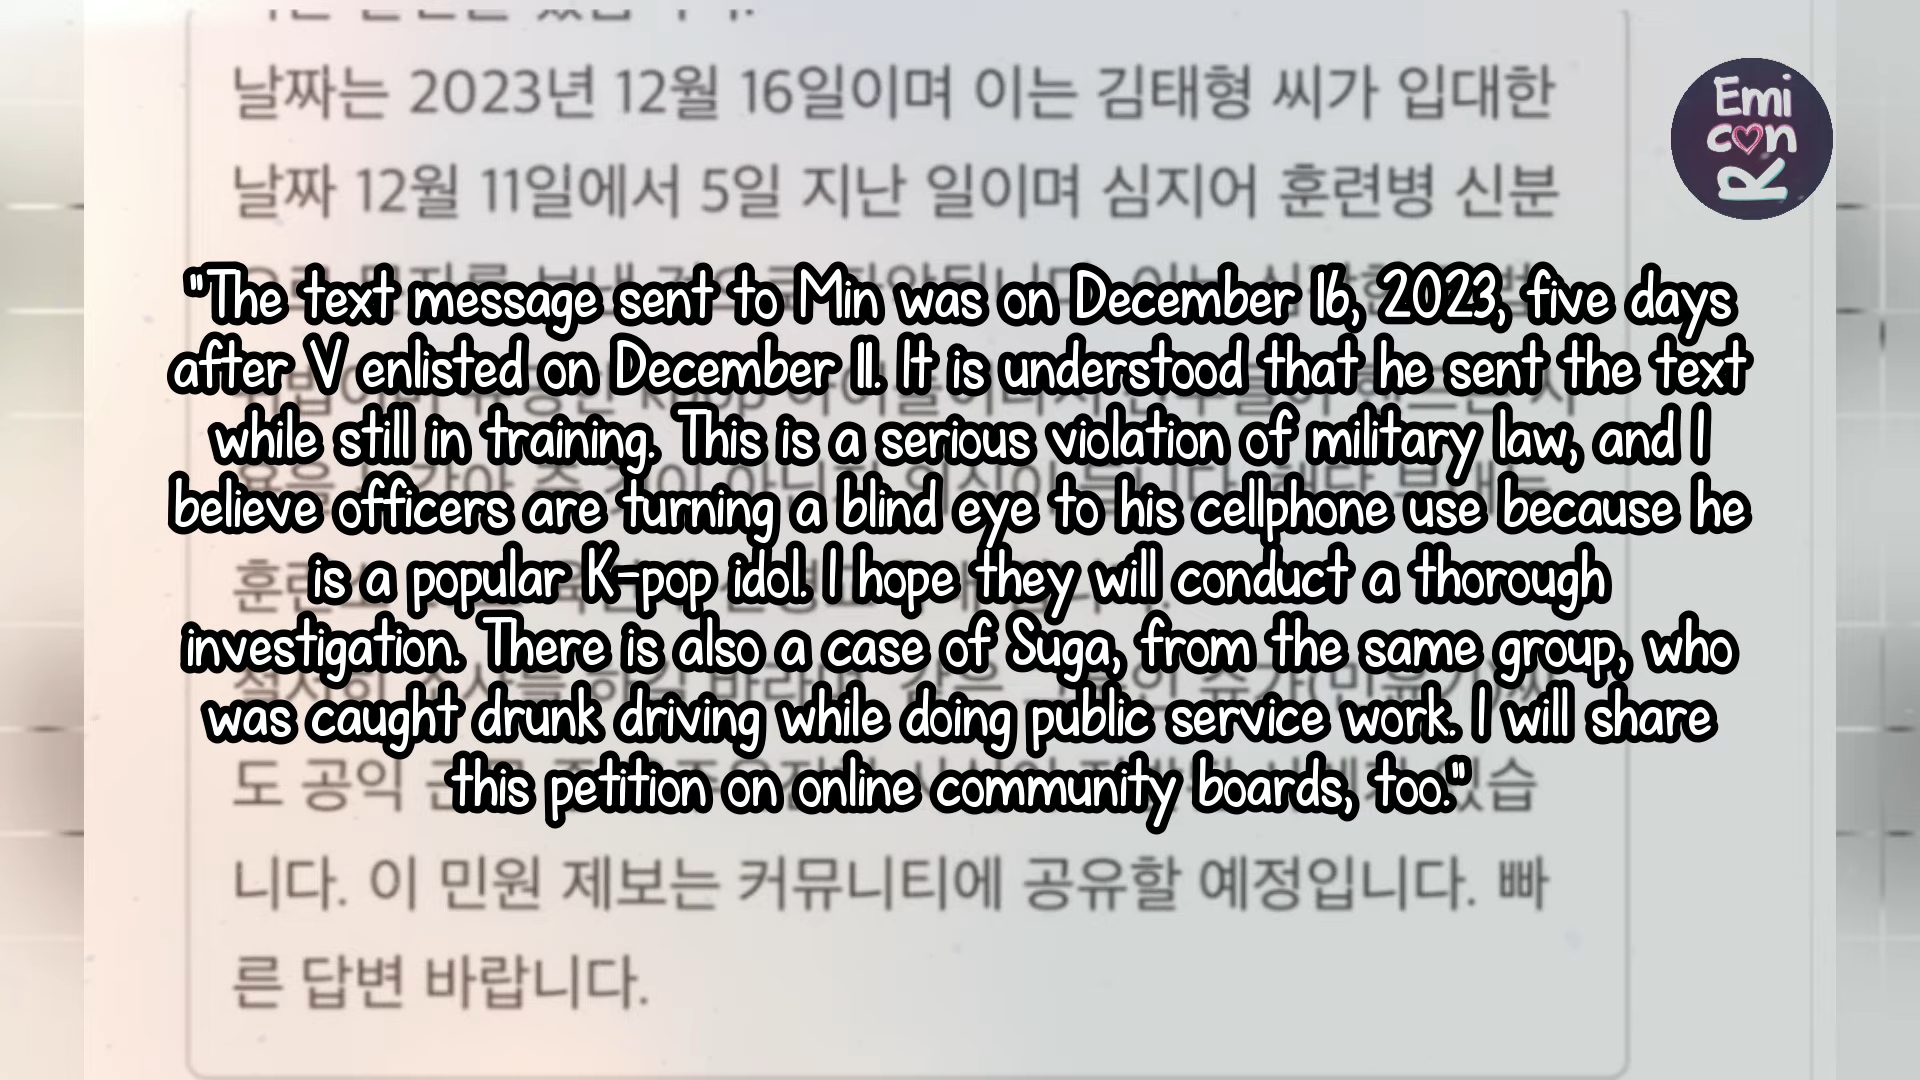 날짜는 2023년 12월 16일이며 이는 김태형 씨가 입대한
날짜 12월 11일에서 5일 지난 일이며 심지어 훈련병 신분
"The text message sent to Min was on December 16, 2023, five days
after V enlisted on December 11. It is understood that he sent the text
while still in training. This is a serious violation of military law, and I
believe officers are turning a blind eye to his cellphone use because he
is a popular K-pop idol. I hope they will conduct a thorough
investigation. There is also a case of Suga, from the same group, who
was caught drunk driving while doing public service work. I will share
this petition on online community boards, too."
도 공익
니다. 이 민원 제보는 커뮤니티에 공유할 예정입니다. 빠
른 답변 바랍니다.
Emi
con
R